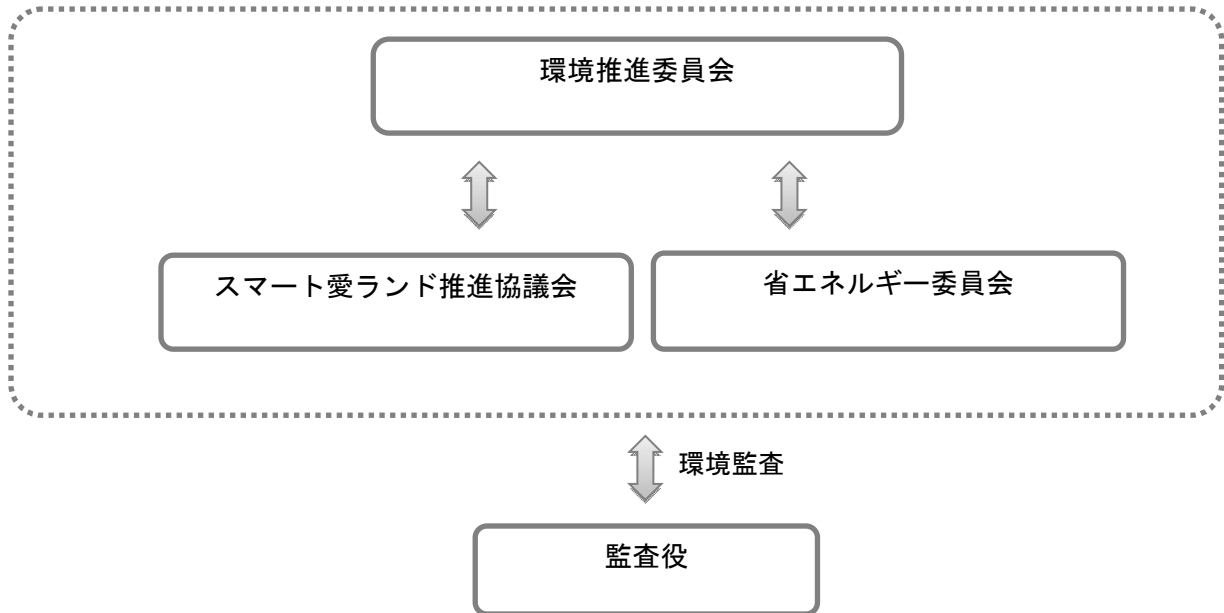 環境推進委員会
スマート愛ランド推進協議会
省エネルギー委員会
環境監査
監査役